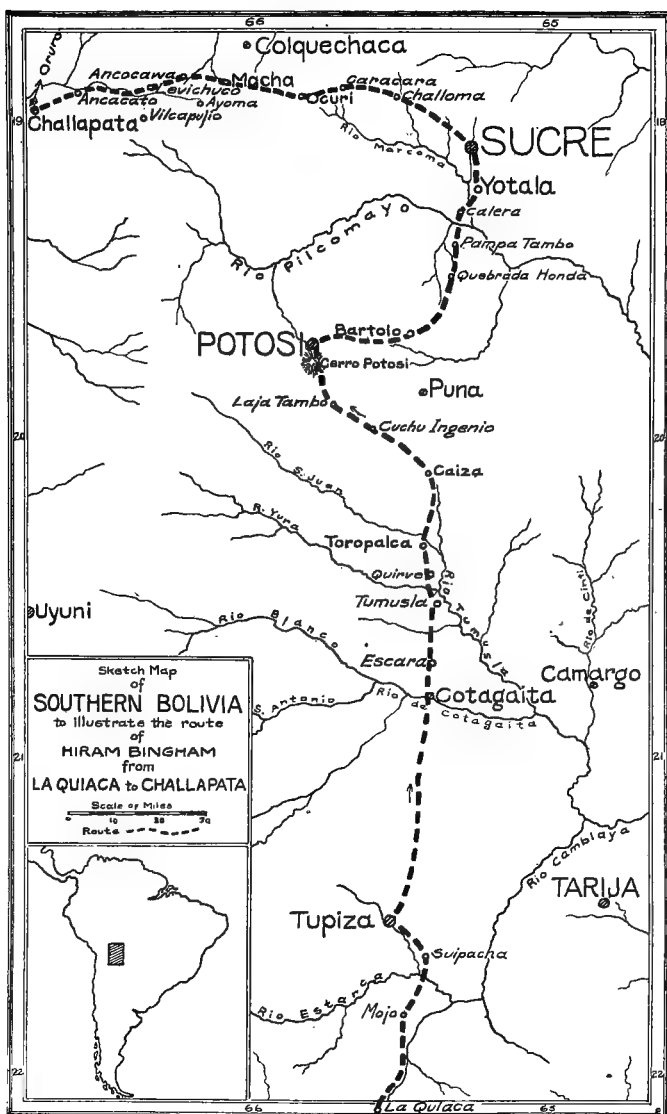 66
65
Colquechaca
Oruro
Ancocawa
Macha
Caracara
Yevichuco
Ancacato
Ayoma
Ocuri
Challoma
Challapata
Vilcapujio
19
SUCRE
Rio Marcoma
Yotala
Calera
Rio Pilcomayo
Pampa Tambo
Quebrada Honda
Bartolo
POTOSI
Cerro Potosi
Puna
Laja Tambo
Cuchu Ingenio
20
20
Caiza
Rio S. Juan
R. Yura
Toropalca
Quirve
Rio Tumusla
Rio de Cinti
Tumusla
Uyuni
Rio Blanco
Escara
Camargo
Cotagaita
S. Antonio
Rio de Cotagaita
Sketch Map
of
SOUTHERN BOLIVIA
to illustrate the route
of
HIRAM BINGHAM
from
LA QUIACA to CHALLAPATA
Scale of Miles
0 10 20 30
Route
21
21
Rio Camblaya
TARIJA
Tupiza
Suipacha
Rio Estarca
Mojo
22
22
La Quiaca
66
65